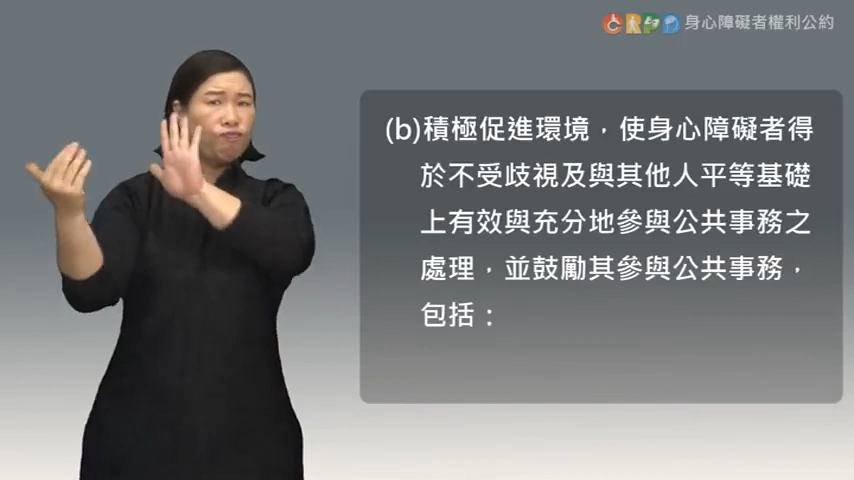 CRPD 身心障礙者權利公約
(b)積極促進環境，使身心障礙者得
於不受歧視及與其他人平等基礎
上有效與充分地參與公共事務之
處理，並鼓勵其參與公共事務，
包括：